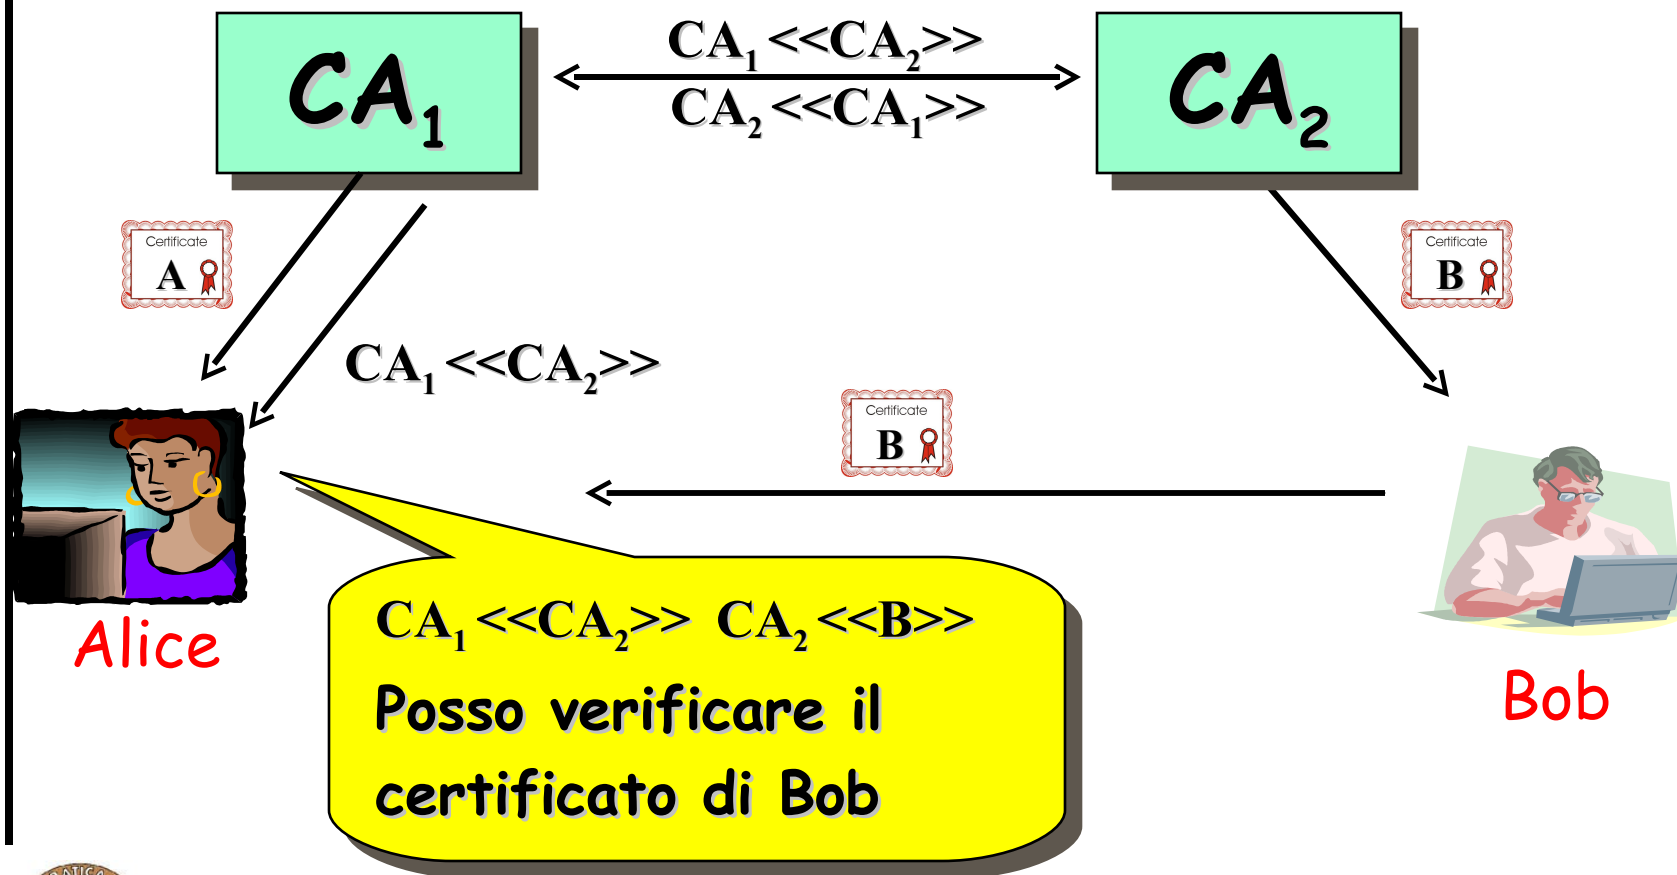 CA₁ <<CA₂>>
CA₁
CA₂
CA₂ <<CA₁>>
Certificate
A
Certificate
B
CA₁ <<CA₂>>
Certificate
B
CA₁ <<CA₂>> CA₂ <<B>>
Alice
Posso verificare il
Bob
certificato di Bob